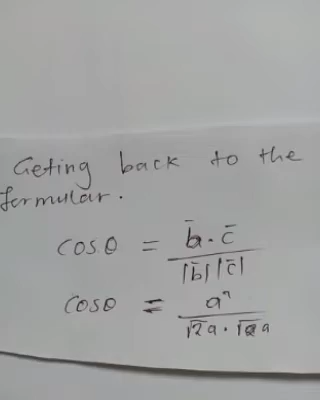 Geting back to the
formular.
cosθ = b̄ · c̄ / |b̄| |c̄|
cosθ = a² / √2a · √2a